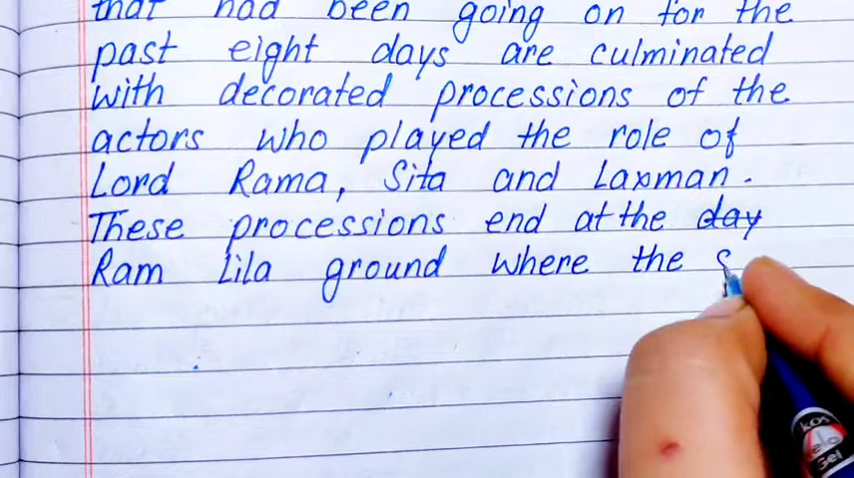 that had been going on for the
past eight days are culminated
with decorated processions of the
actors who played the role of
Lord Rama, Sita and Laxman.
These processions end at the day
Ram Lila ground where the
Gel